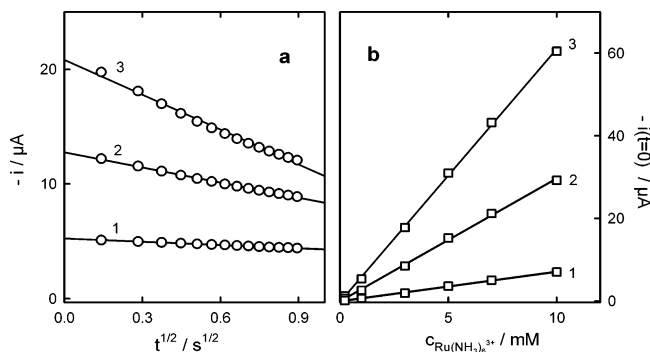 a
b
3
2
1
3
2
1
20
10
0
60
40
20
0
0.0 0.3 0.6 0.9
0 5 10
- i / μA
- i(t=0) / μA
t^1/2 / s^1/2
c_Ru(NH3)6^3+ / mM